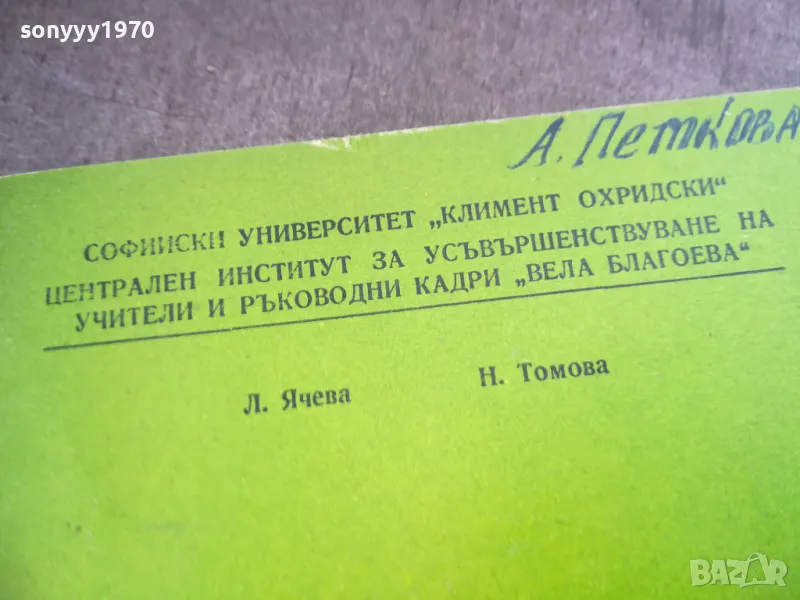 sonyyy1970
А. Петкова
СОФИЙСКИ УНИВЕРСИТЕТ „КЛИМЕНТ ОХРИДСКИ“
ЦЕНТРАЛЕН ИНСТИТУТ ЗА УСЪВЪРШЕНСТВУВАНЕ НА
УЧИТЕЛИ И РЪКОВОДНИ КАДРИ „ВЕЛА БЛАГОЕВА“
Л. Ячева Н. Томова
BAZAR